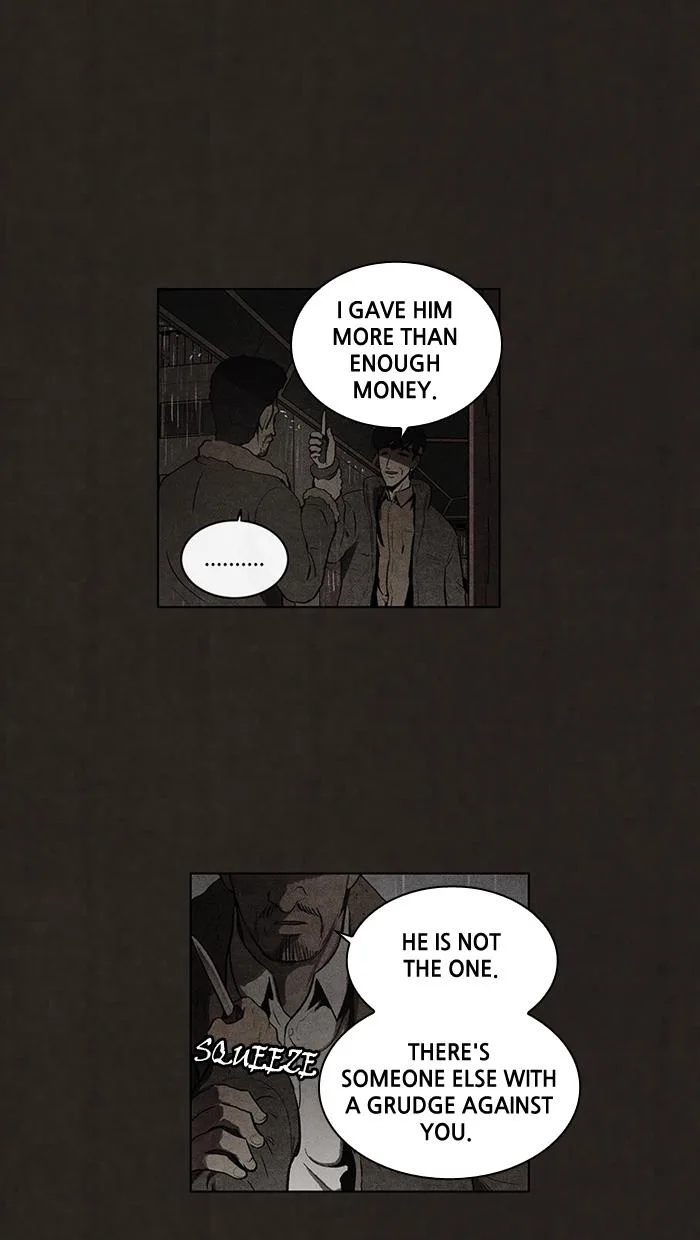 I GAVE HIM
MORE THAN
ENOUGH
MONEY.
..........
HE IS NOT
THE ONE.
SQUEEZE
THERE'S
SOMEONE ELSE WITH
A GRUDGE AGAINST
YOU.